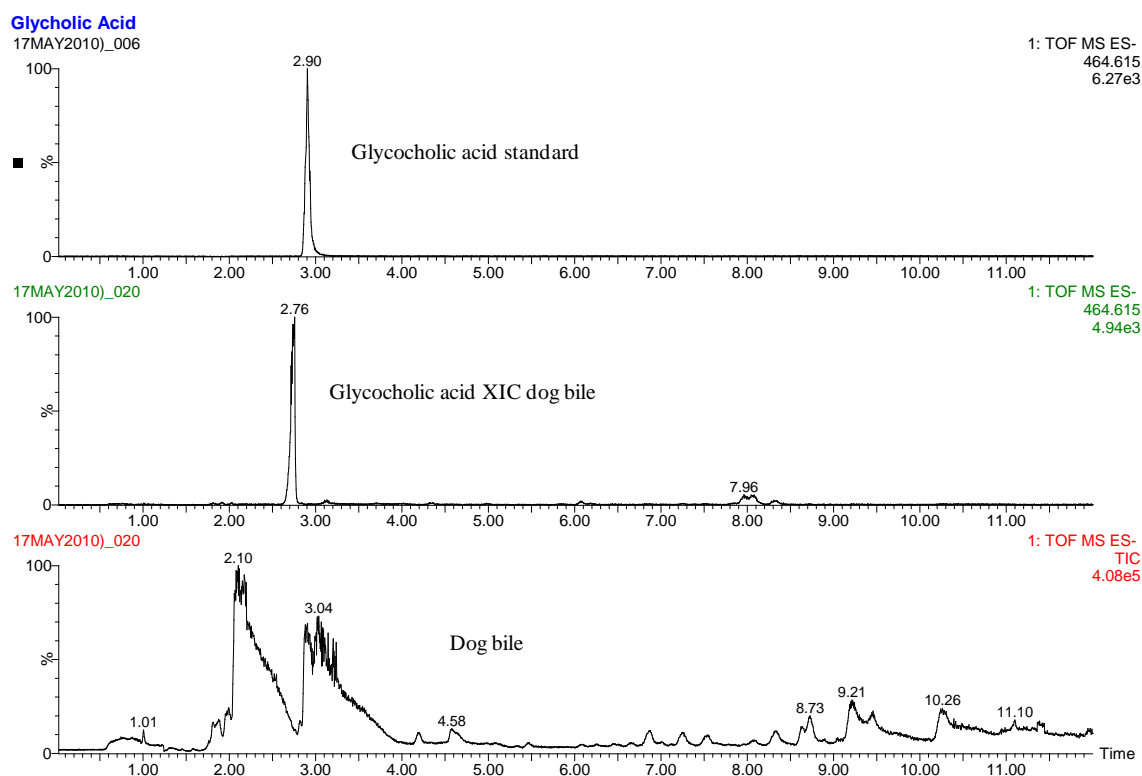 Glycholic Acid
17MAY2010)_006
1: TOF MS ES-
464.615
6.27e3
100
2.90
Glycocholic acid standard
%
0
1.00 2.00 3.00 4.00 5.00 6.00 7.00 8.00 9.00 10.00 11.00
17MAY2010)_020
1: TOF MS ES-
464.615
4.94e3
100
2.76
Glycocholic acid XIC dog bile
%
7.96
0
1.00 2.00 3.00 4.00 5.00 6.00 7.00 8.00 9.00 10.00 11.00
17MAY2010)_020
1: TOF MS ES-
TIC
4.08e5
100
2.10
3.04
Dog bile
%
1.01 4.58 8.73 9.21 10.26 11.10
0
Time
1.00 2.00 3.00 4.00 5.00 6.00 7.00 8.00 9.00 10.00 11.00